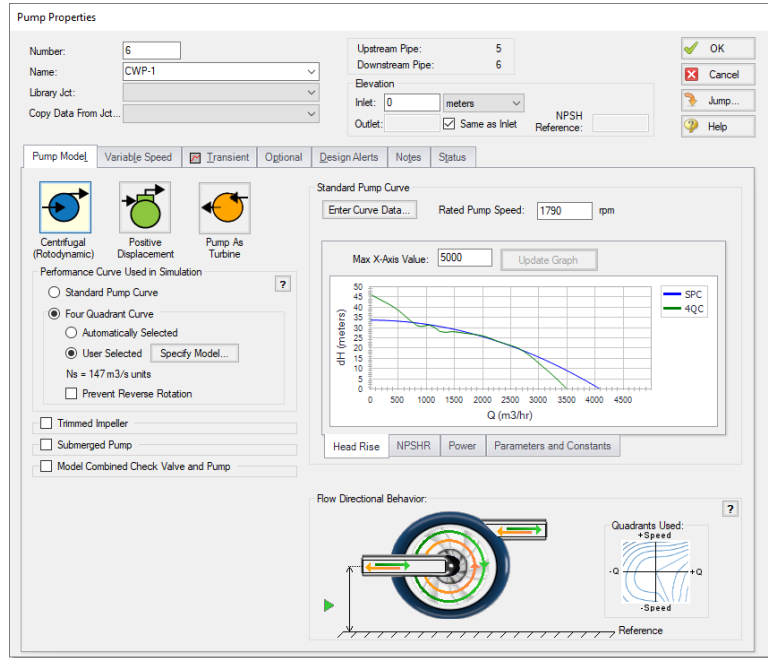 Pump Properties
Number: 6
Name: CWP-1
Library Jct:
Copy Data From Jct...
Upstream Pipe: 5
Downstream Pipe: 6
Elevation
Inlet: 0 meters
Outlet: Same as Inlet NPSH Reference:
OK
Cancel
Jump...
Help
Pump Model Variable Speed Transient Optional Design Alerts Notes Status
Centrifugal (Rotodynamic)
Positive Displacement
Pump As Turbine
Performance Curve Used in Simulation ?
Standard Pump Curve
Four Quadrant Curve
Automatically Selected
User Selected Specify Model...
Ns = 147 m3/s units
Prevent Reverse Rotation
Trimmed Impeller
Submerged Pump
Model Combined Check Valve and Pump
Standard Pump Curve
Enter Curve Data... Rated Pump Speed: 1790 rpm
Max X-Axis Value: 5000 Update Graph
dH (meters)
50
45
40
35
30
25
20
15
10
5
0
0 500 1000 1500 2000 2500 3000 3500 4000 4500
Q (m3/hr)
SPC
4QC
Head Rise NPSHR Power Parameters and Constants
Flow Directional Behavior: ?
Quadrants Used:
+Speed
-Q +Q
-Speed
Reference